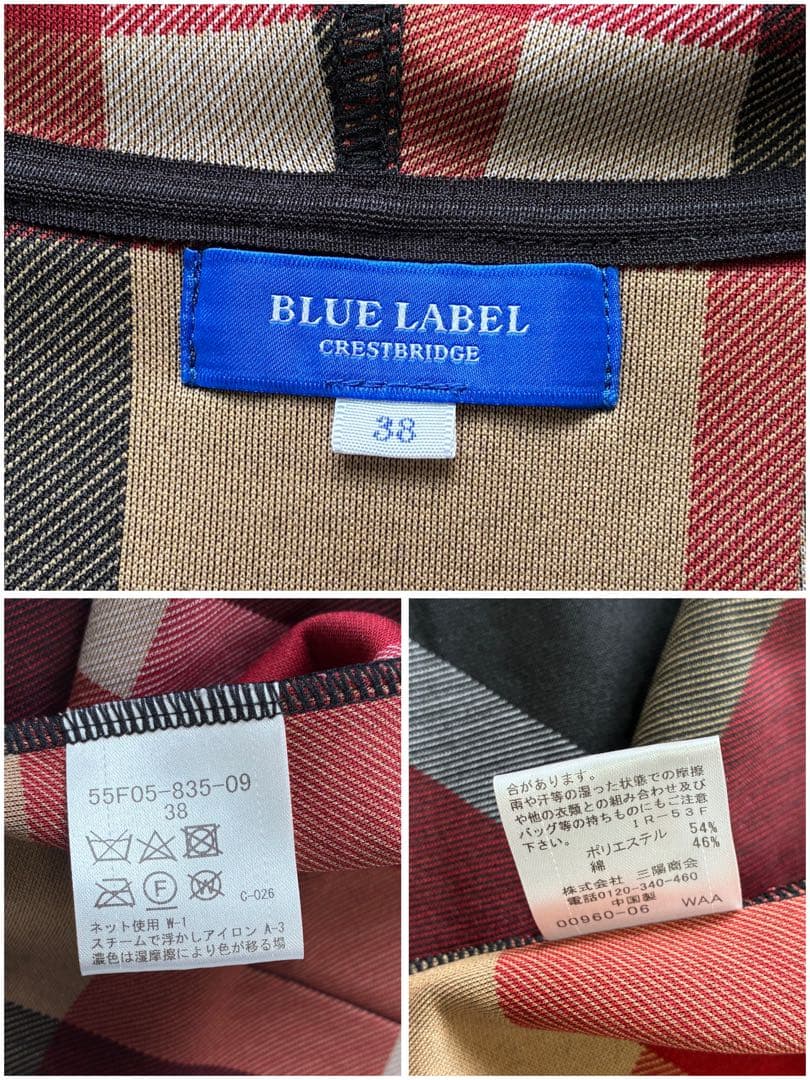 BLUE LABEL
CRESTBRIDGE
38
55F05-835-09
38
F
W
C-026
ネット使用 W-1
スチームで浮かしアイロン A-3
濃色は湿摩擦により色が移る場
合があります。
雨や汗等の湿った状態での摩擦
や他の衣類との組み合わせ及び
バッグ等の持ちものにもご注意
下さい。 IR-53F
ポリエステル 54%
綿 46%
株式会社 三陽商会
電話0120-340-460
中国製
00960-06 WAA